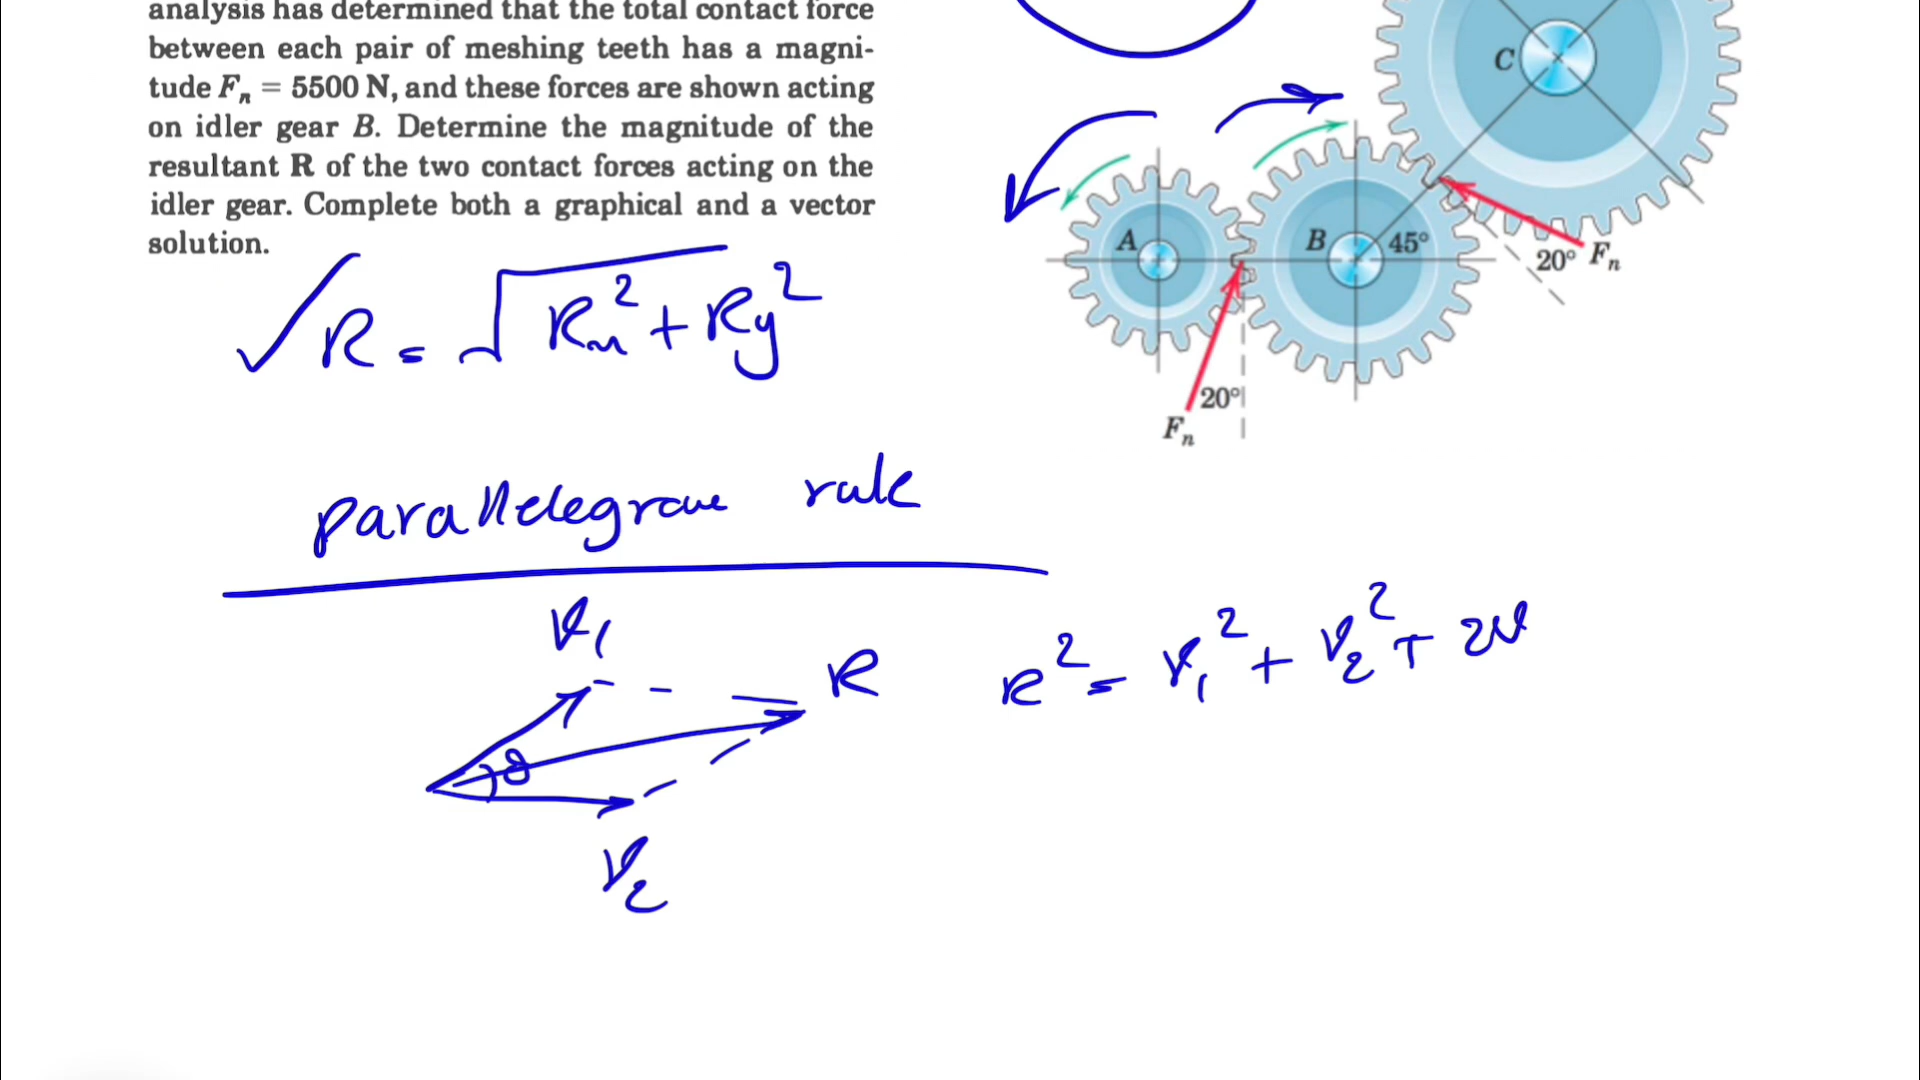 analysis has determined that the total contact force
between each pair of meshing teeth has a magni-
tude Fₙ = 5500 N, and these forces are shown acting
on idler gear B. Determine the magnitude of the
resultant R of the two contact forces acting on the
idler gear. Complete both a graphical and a vector
solution.
C
A
B
45°
20°
Fₙ
20°
Fₙ
R = √(Rx² + Ry²)
parallelegram rule
V₁
R
θ
V₂
R² = V₁² + V₂² + 2V